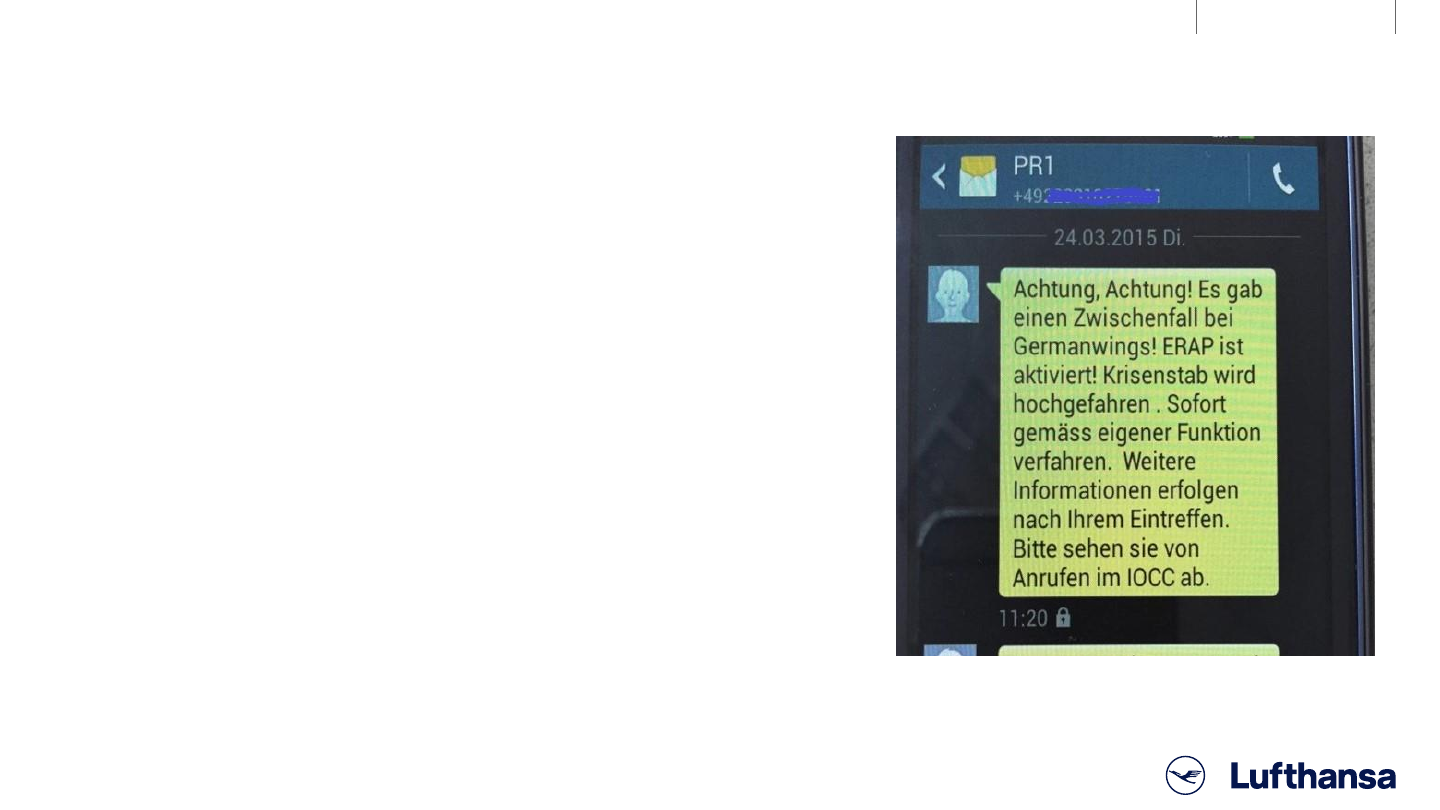 PR1
+49
24.03.2015 Di.
Achtung, Achtung! Es gab
einen Zwischenfall bei
Germanwings! ERAP ist
aktiviert! Krisenstab wird
hochgefahren . Sofort
gemäss eigener Funktion
verfahren.  Weitere
Informationen erfolgen
nach Ihrem Eintreffen.
Bitte sehen sie von
Anrufen im IOCC ab.
11:20
Lufthansa